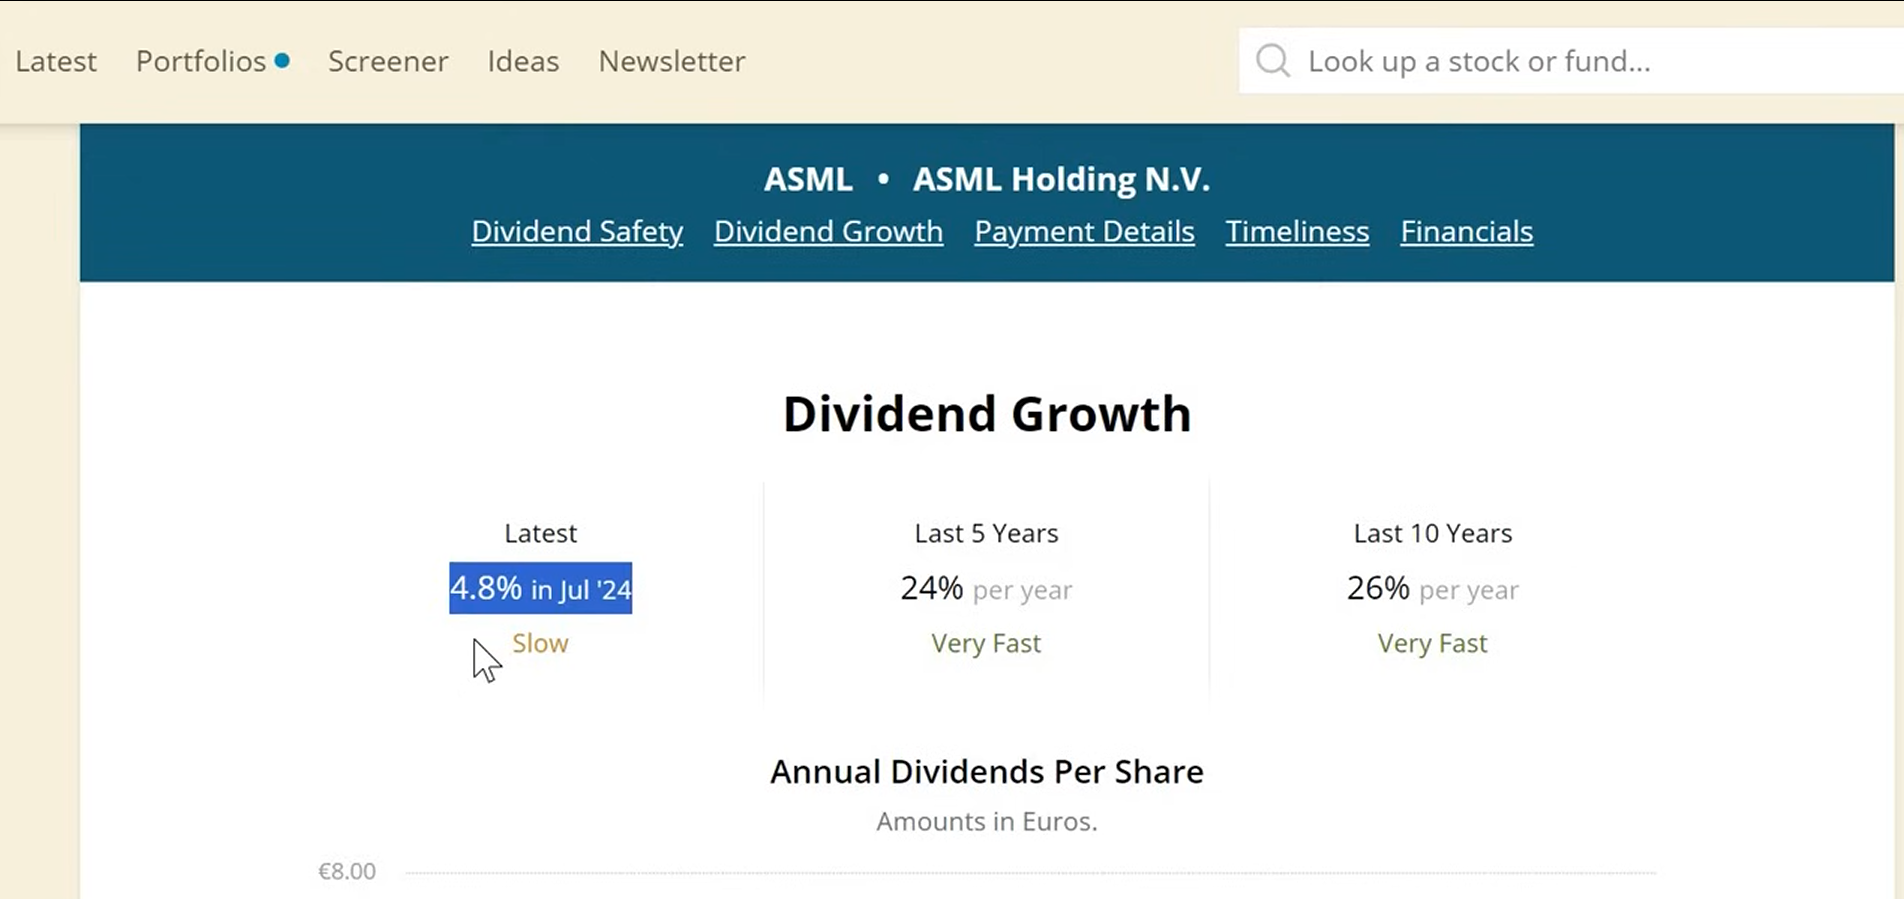 Latest Portfolios Screener Ideas Newsletter Look up a stock or fund...
ASML • ASML Holding N.V.
Dividend Safety Dividend Growth Payment Details Timeliness Financials
Dividend Growth
Latest Last 5 Years Last 10 Years
4.8% in Jul '24 24% per year 26% per year
Slow Very Fast Very Fast
Annual Dividends Per Share
Amounts in Euros.
€8.00